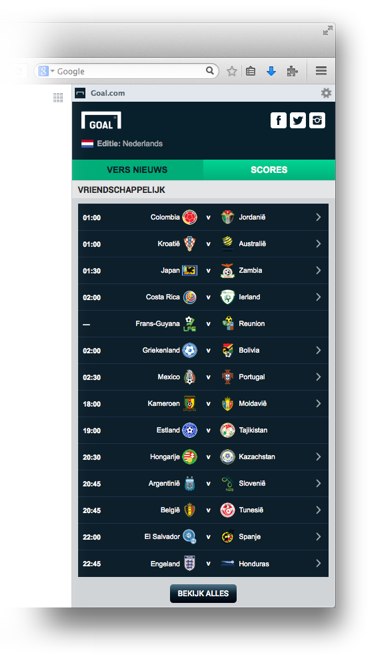 Google
Goal.com
GOAL
Editie: Nederlands
VERS NIEUWS SCORES
VRIENDSCHAPPELIJK
01:00 Colombia v Jordanië
01:00 Kroatië v Australië
01:30 Japan v Zambia
02:00 Costa Rica v Ierland
--- Frans-Guyana v Reunion
02:00 Griekenland v Bolivia
02:30 Mexico v Portugal
18:00 Kameroen v Moldavië
19:00 Estland v Tajikistan
20:30 Hongarije v Kazachstan
20:45 Argentinië v Slovenië
20:45 België v Tunesië
22:00 El Salvador v Spanje
22:45 Engeland v Honduras
BEKIJK ALLES